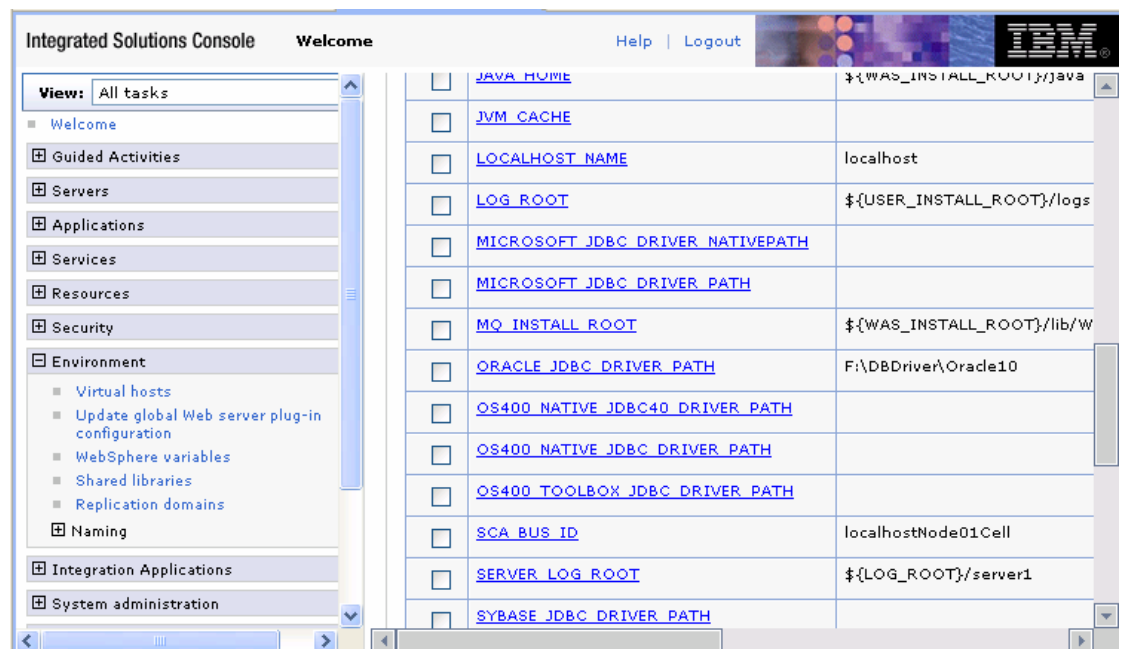 Integrated Solutions Console Welcome Help | Logout IBM®
View: All tasks
Welcome
Guided Activities
Servers
Applications
Services
Resources
Security
Environment
Virtual hosts
Update global Web server plug-in
configuration
WebSphere variables
Shared libraries
Replication domains
Naming
Integration Applications
System administration
JAVA_HOME ${WAS_INSTALL_ROOT}/java
JVM_CACHE
LOCALHOST_NAME localhost
LOG_ROOT ${USER_INSTALL_ROOT}/logs
MICROSOFT_JDBC_DRIVER_NATIVEPATH
MICROSOFT_JDBC_DRIVER_PATH
MQ_INSTALL_ROOT ${WAS_INSTALL_ROOT}/lib/W
ORACLE_JDBC_DRIVER_PATH F:\DBDriver\Oracle10
OS400_NATIVE_JDBC40_DRIVER_PATH
OS400_NATIVE_JDBC_DRIVER_PATH
OS400_TOOLBOX_JDBC_DRIVER_PATH
SCA_BUS_ID localhostNode01Cell
SERVER_LOG_ROOT ${LOG_ROOT}/server1
SYBASE_JDBC_DRIVER_PATH